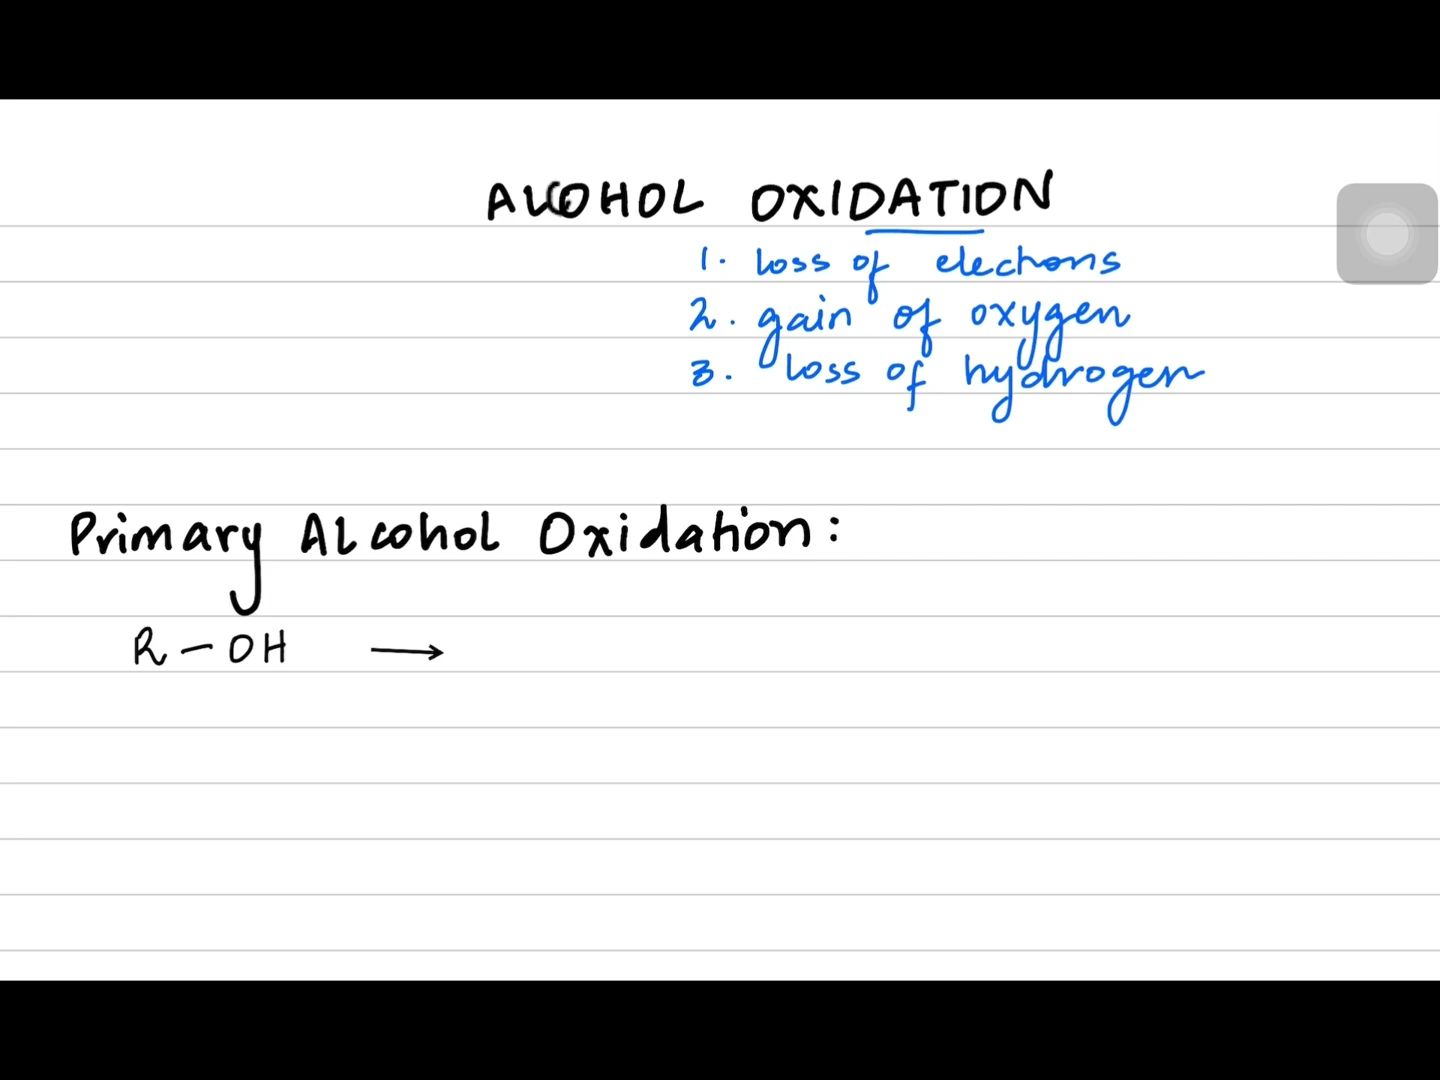 ALCOHOL OXIDATION
1. loss of electrons
2. gain of oxygen
3. loss of hydrogen
Primary Alcohol Oxidation:
R – OH →